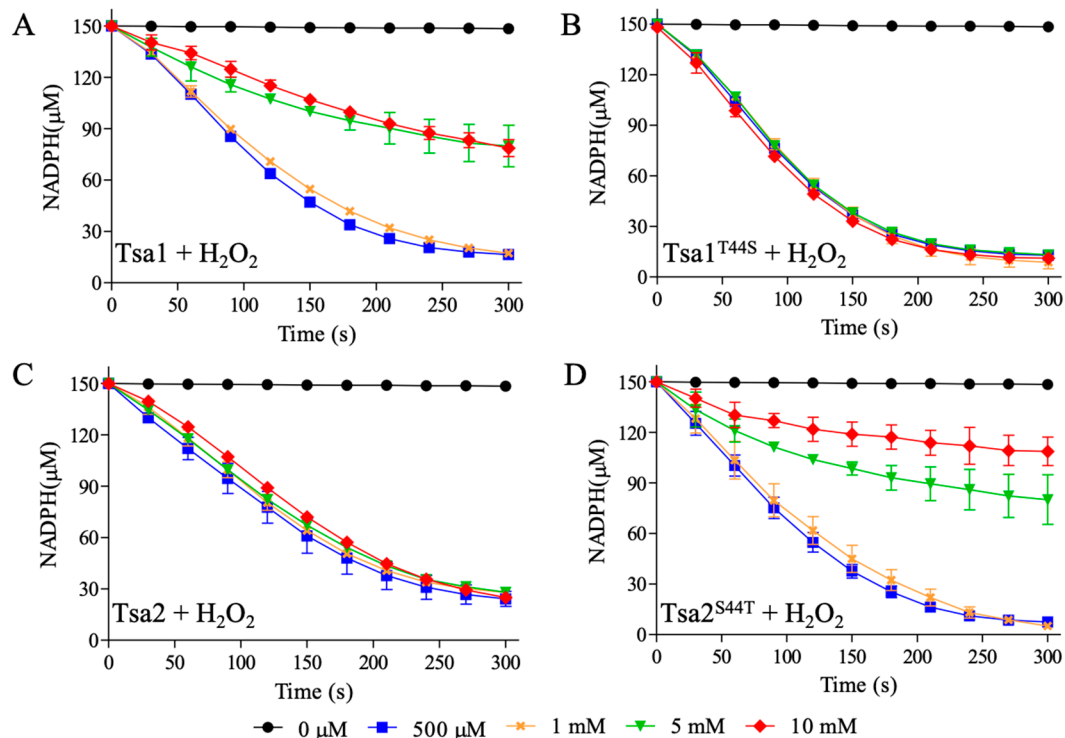 A
B
150
120
90
60
30
0
NADPH(μM)
Tsa1 + H₂O₂
0 50 100 150 200 250 300
Time (s)
150
120
90
60
30
0
NADPH(μM)
Tsa1ᵀ⁴⁴ˢ + H₂O₂
0 50 100 150 200 250 300
Time (s)
C
D
150
120
90
60
30
0
NADPH(μM)
Tsa2 + H₂O₂
0 50 100 150 200 250 300
Time (s)
150
120
90
60
30
0
NADPH(μM)
Tsa2ˢ⁴⁴ᵀ + H₂O₂
0 50 100 150 200 250 300
Time (s)
0 μM 500 μM 1 mM 5 mM 10 mM